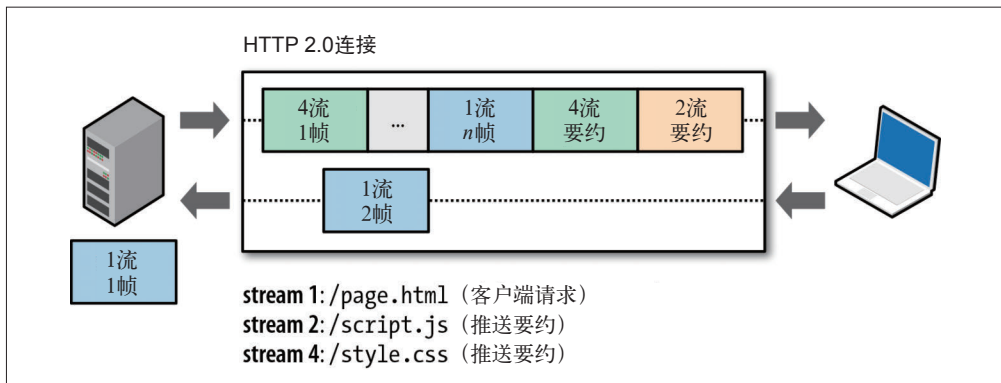 HTTP 2.0连接
4流
1帧
...
1流
n帧
4流
要约
2流
要约
1流
2帧
1流
1帧
stream 1: /page.html（客户端请求）
stream 2: /script.js（推送要约）
stream 4: /style.css（推送要约）